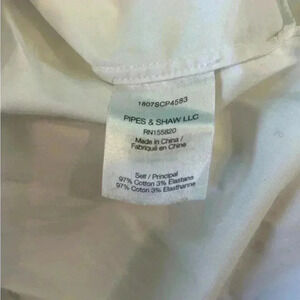 1807SCP4583
PIPES & SHAW LLC
RN155820
Made in China /
Fabriqué en Chine
Self / Principal
97% Cotton 3% Elastane
97% Cotton 3% Elasthanne